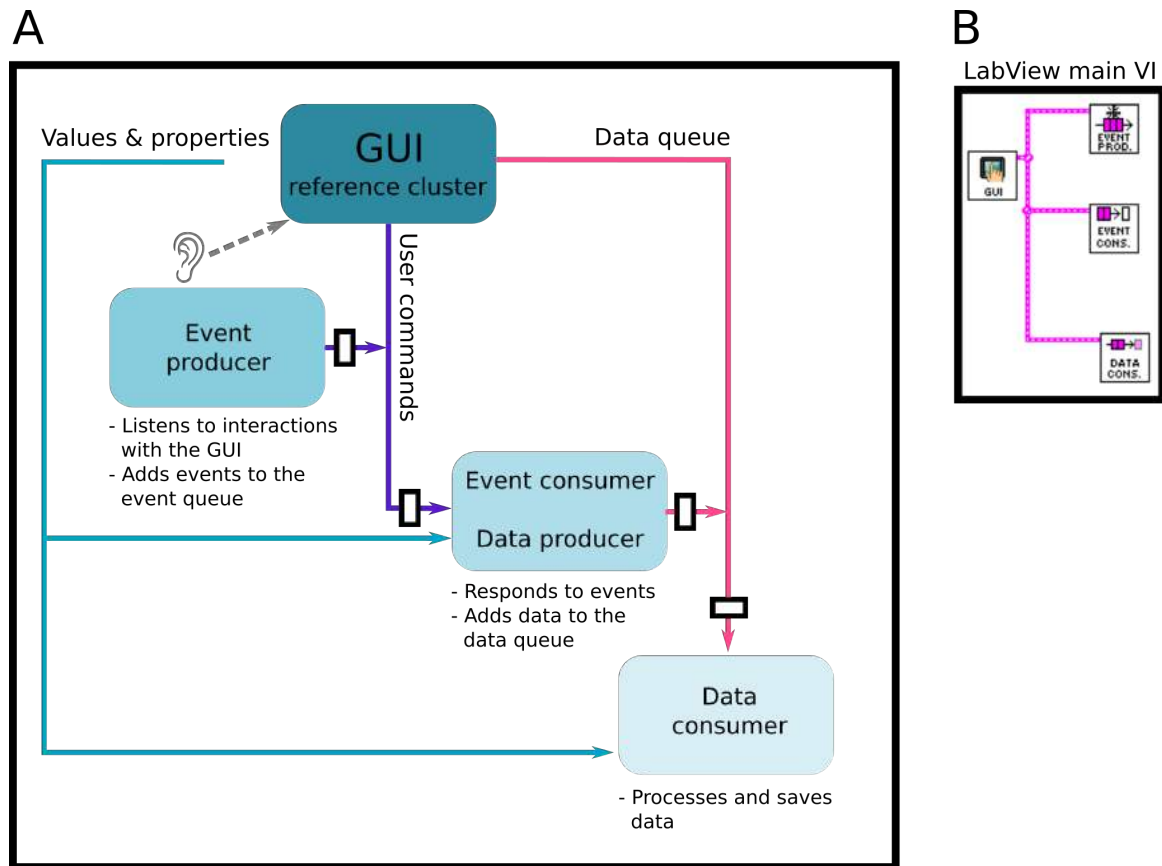 A
B
LabView main VI
Values & properties
GUI
reference cluster
Data queue
User commands
Event
producer
- Listens to interactions
with the GUI
- Adds events to the
event queue
Event consumer
Data producer
- Responds to events
- Adds data to the
data queue
Data
consumer
- Processes and saves
data
GUI
EVENT
PROD.
EVENT
CONS.
DATA
CONS.